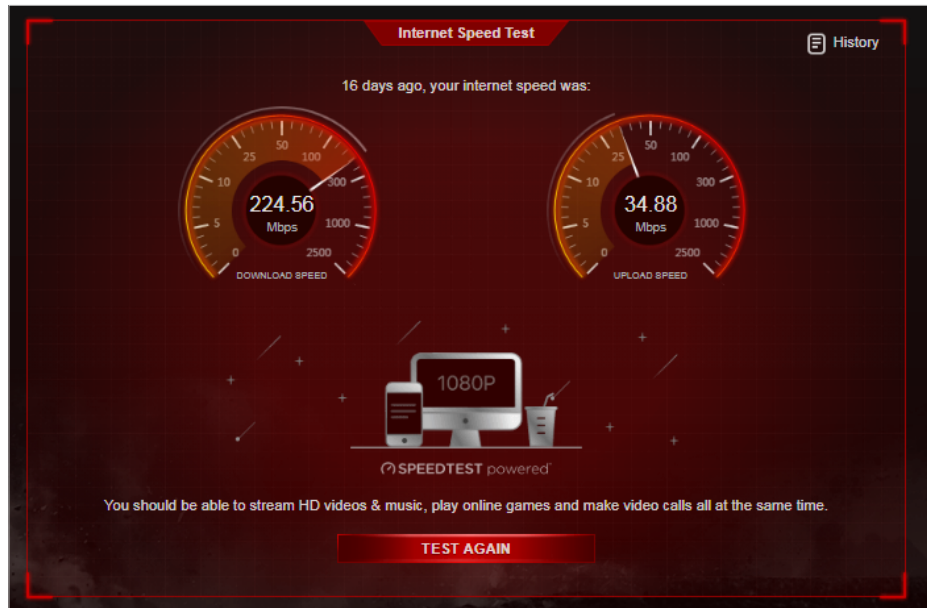 Internet Speed Test
History
16 days ago, your internet speed was:
0
5
10
25
50
100
300
1000
2500
224.56
Mbps
DOWNLOAD SPEED
0
5
10
25
50
100
300
1000
2500
34.88
Mbps
UPLOAD SPEED
1080P
SPEEDTEST powered
You should be able to stream HD videos & music, play online games and make video calls all at the same time.
TEST AGAIN